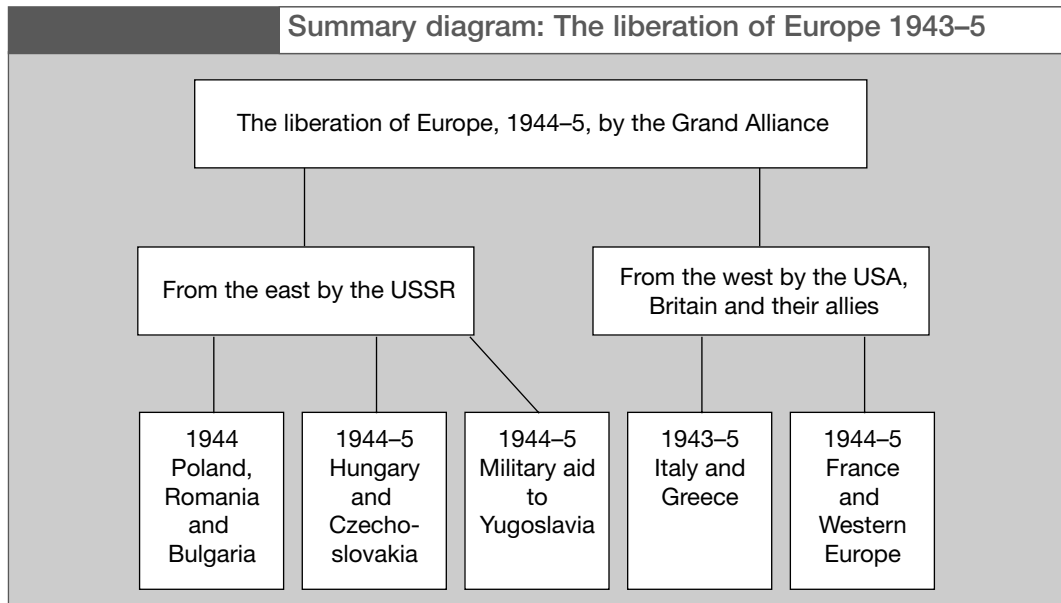 Summary diagram: The liberation of Europe 1943–5
The liberation of Europe, 1944–5, by the Grand Alliance
From the east by the USSR
From the west by the USA,
Britain and their allies
1944
Poland,
Romania
and
Bulgaria
1944–5
Hungary
and
Czecho-
slovakia
1944–5
Military aid
to
Yugoslavia
1943–5
Italy and
Greece
1944–5
France
and
Western
Europe